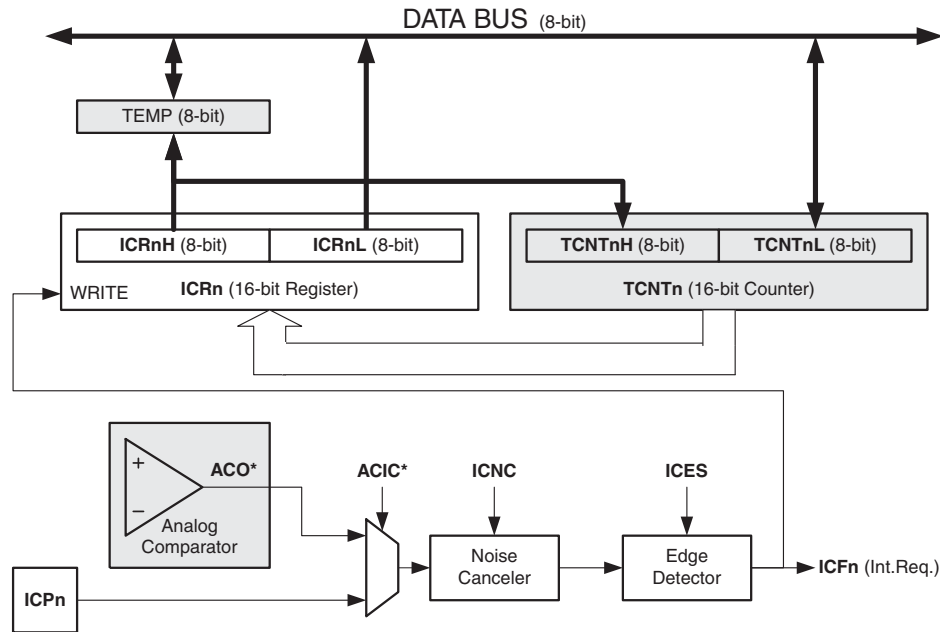 DATA BUS (8-bit)
TEMP (8-bit)
ICRnH (8-bit)
ICRnL (8-bit)
TCNTnH (8-bit)
TCNTnL (8-bit)
WRITE
ICRn (16-bit Register)
TCNTn (16-bit Counter)
+
−
ACO*
Analog
Comparator
ACIC*
ICNC
ICES
Noise
Canceler
Edge
Detector
ICFn (Int.Req.)
ICPn